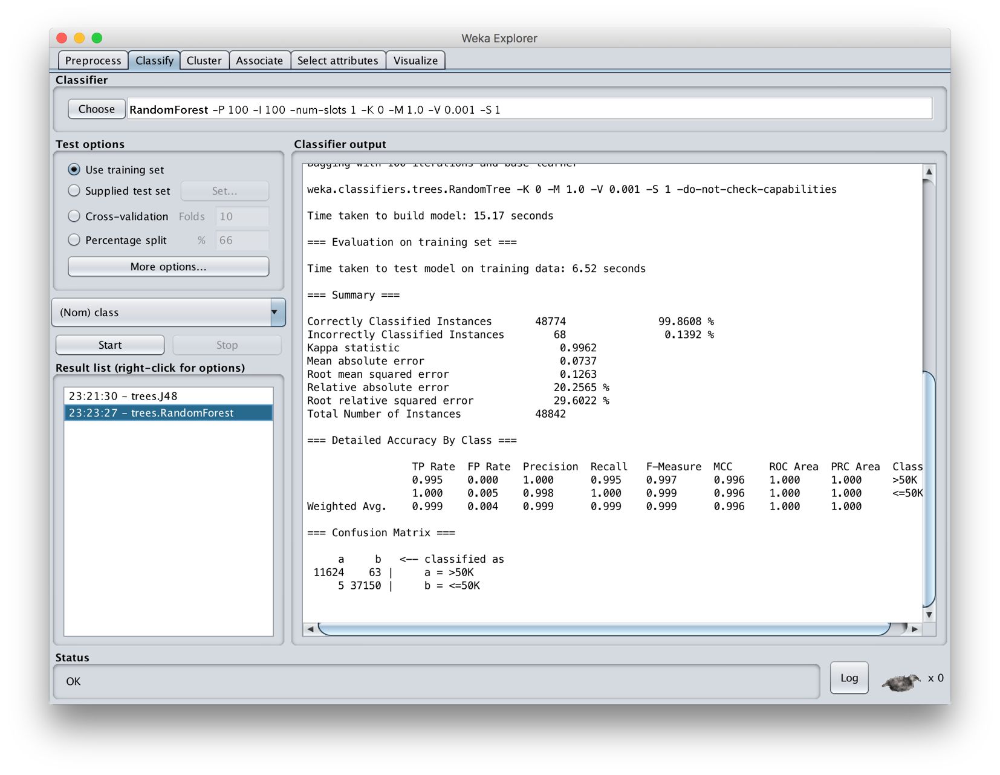 Weka Explorer
Preprocess Classify Cluster Associate Select attributes Visualize
Classifier
Choose RandomForest -P 100 -I 100 -num-slots 1 -K 0 -M 1.0 -V 0.001 -S 1
Test options
Use training set
Supplied test set Set...
Cross-validation Folds 10
Percentage split % 66
More options...
(Nom) class
Start Stop
Result list (right-click for options)
23:21:30 - trees.J48
23:23:27 - trees.RandomForest
Classifier output
Bagging with 100 iterations and base learner
weka.classifiers.trees.RandomTree -K 0 -M 1.0 -V 0.001 -S 1 -do-not-check-capabilities
Time taken to build model: 15.17 seconds
=== Evaluation on training set ===
Time taken to test model on training data: 6.52 seconds
=== Summary ===
Correctly Classified Instances 48774 99.8608 %
Incorrectly Classified Instances 68 0.1392 %
Kappa statistic 0.9962
Mean absolute error 0.0737
Root mean squared error 0.1263
Relative absolute error 20.2565 %
Root relative squared error 29.6022 %
Total Number of Instances 48842
=== Detailed Accuracy By Class ===
TP Rate FP Rate Precision Recall F-Measure MCC ROC Area PRC Area Class
0.995 0.000 1.000 0.995 0.997 0.996 1.000 1.000 >50K
1.000 0.005 0.998 1.000 0.999 0.996 1.000 1.000 <=50K
Weighted Avg. 0.999 0.004 0.999 0.999 0.999 0.996 1.000 1.000
=== Confusion Matrix ===
a b <-- classified as
11624 63 | a = >50K
5 37150 | b = <=50K
Status
OK
Log x 0